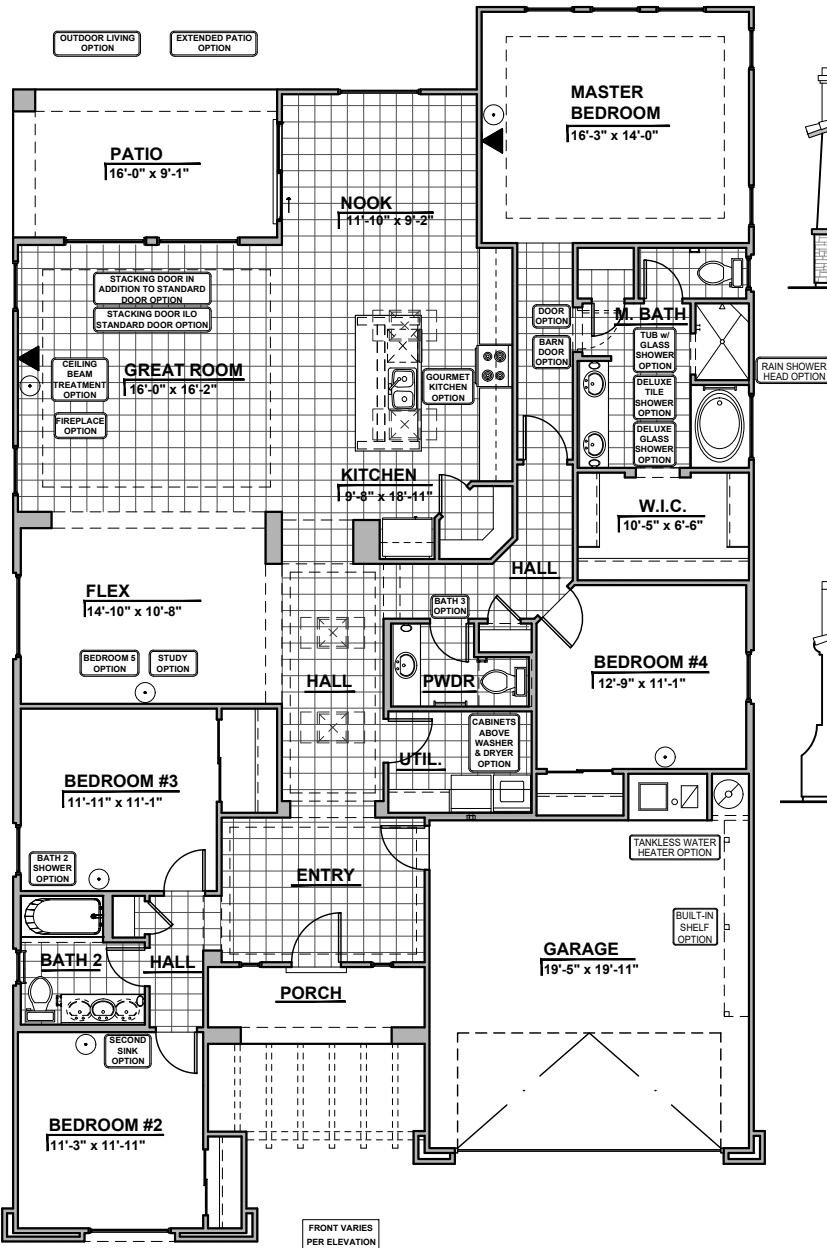 OUTDOOR LIVING
OPTION
EXTENDED PATIO
OPTION
MASTER
BEDROOM
16'-3" x 14'-0"
PATIO
16'-0" x 9'-1"
NOOK
11'-10" x 9'-2"
STACKING DOOR IN
ADDITION TO STANDARD
DOOR OPTION
STACKING DOOR ILO
STANDARD DOOR OPTION
CEILING
BEAM
TREATMENT
OPTION
GREAT ROOM
16'-0" x 16'-2"
FIREPLACE
OPTION
GOURMET
KITCHEN
OPTION
DOOR
OPTION
BARN
DOOR
OPTION
M. BATH
TUB w/
GLASS
SHOWER
OPTION
DELUXE
TILE
SHOWER
OPTION
DELUXE
GLASS
SHOWER
OPTION
RAIN SHOWER
HEAD OPTION
KITCHEN
9'-8" x 18'-11"
W.I.C.
10'-5" x 6'-6"
HALL
FLEX
14'-10" x 10'-8"
BATH 3
OPTION
BEDROOM 5
OPTION
STUDY
OPTION
HALL
PWDR
BEDROOM #4
12'-9" x 11'-1"
CABINETS
ABOVE
WASHER
& DRYER
OPTION
UTIL.
BEDROOM #3
11'-11" x 11'-1"
BATH 2
SHOWER
OPTION
ENTRY
TANKLESS WATER
HEATER OPTION
BUILT-IN
SHELF
OPTION
GARAGE
19'-5" x 19'-11"
BATH 2
HALL
PORCH
SECOND
SINK
OPTION
BEDROOM #2
11'-3" x 11'-11"
FRONT VARIES
PER ELEVATION